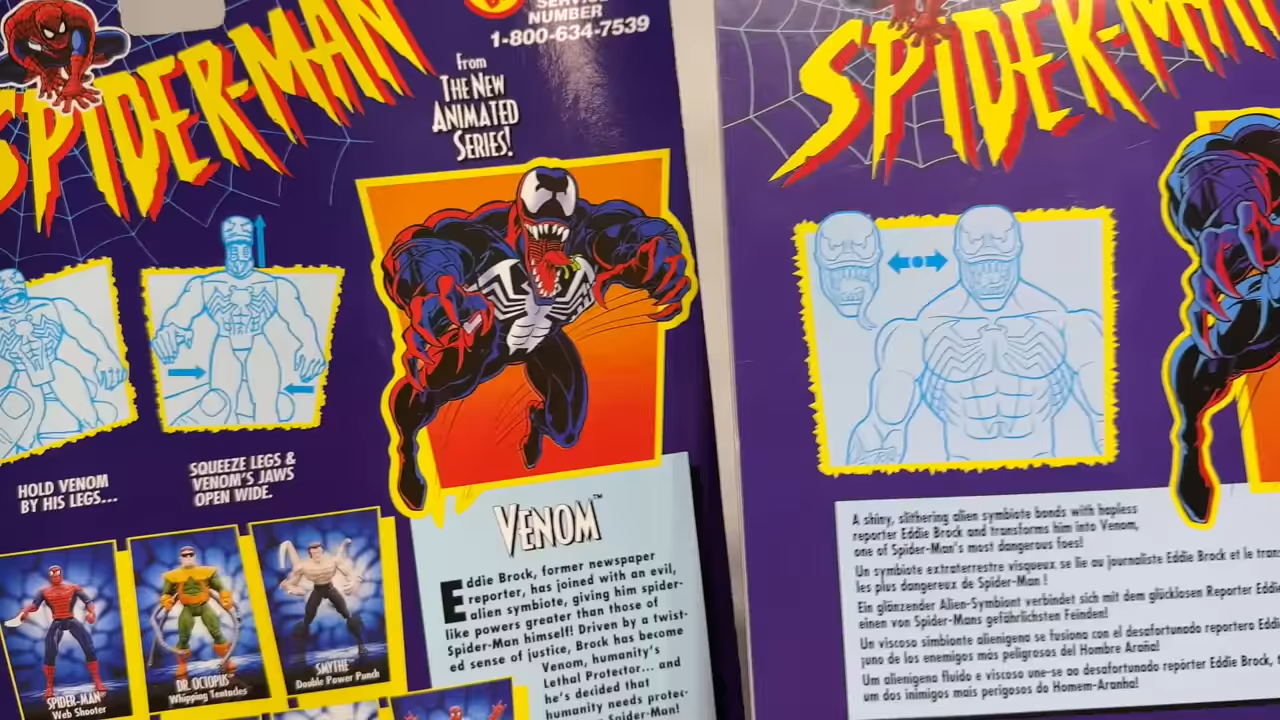 SPIDER-MAN
SERVICE
NUMBER
1-800-634-7539
from
THE NEW
ANIMATED
SERIES!
HOLD VENOM
BY HIS LEGS...
SQUEEZE LEGS &
VENOM'S JAWS
OPEN WIDE.
VENOM™
Eddie Brock, former newspaper
reporter, has joined with an evil,
alien symbiote, giving him spider-
like powers greater than those of
Spider-Man himself! Driven by a twist-
ed sense of justice, Brock has become
Venom, humanity's
Lethal Protector... and
he's decided that
humanity needs protec-
Spider-Man!
SPIDER-MAN
Web Shooter
DR. OCTOPUS
Whipping Tentacles
SMYTHE
Double Power Punch
SPIDER-MAN
A shiny, slithering alien symbiote bonds with hapless
reporter Eddie Brock and transforms him into Venom,
one of Spider-Man's most dangerous foes!
Un symbiote extraterrestre visqueux se lie au journaliste Eddie Brock et le tran
les plus dangereux de Spider-Man !
Ein glänzender Alien-Symbiont verbindet sich mit dem glücklosen Reporter Eddie
einen von Spider-Mans gefährlichsten Feinden!
Un viscoso simbionte alienígena se fusiona con el desafortunado reportero Eddi
¡uno de los enemigos más peligrosos del Hombre Araña!
Um alienígena fluido e viscoso une-se ao desafortunado repórter Eddie Brock, t
um dos inimigos mais perigosos do Homem-Aranha!